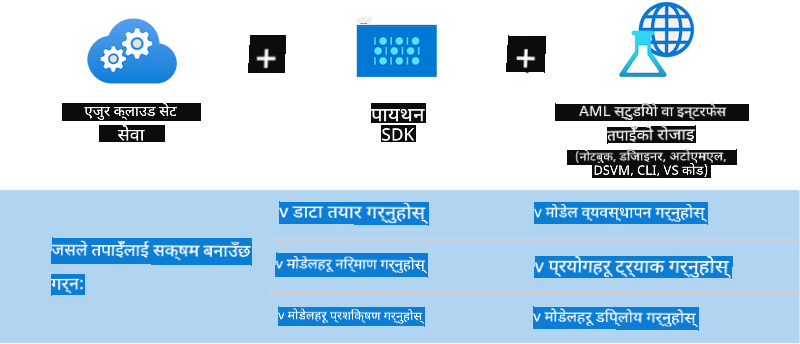 एजुर क्लाउड सेट
सेवा
+
पायथन
SDK
+
AML स्टुडियो वा इन्टरफेस
तपाईँको रोजाइ
(नोटबुक, डिजाइनर, अटोएमएल,
DSVM, CLI, VS कोड)
जसले तपाईँलाई सक्षम बनाउँछ
गर्न:
v डाटा तयार गर्नुहोस्
v मोडेलहरू निर्माण गर्नुहोस्
v मोडेलहरू प्रशिक्षण गर्नुहोस्
v मोडेल व्यवस्थापन गर्नुहोस्
v प्रयोगहरू ट्र्याक गर्नुहोस्
v मोडेलहरू डिप्लोय गर्नुहोस्